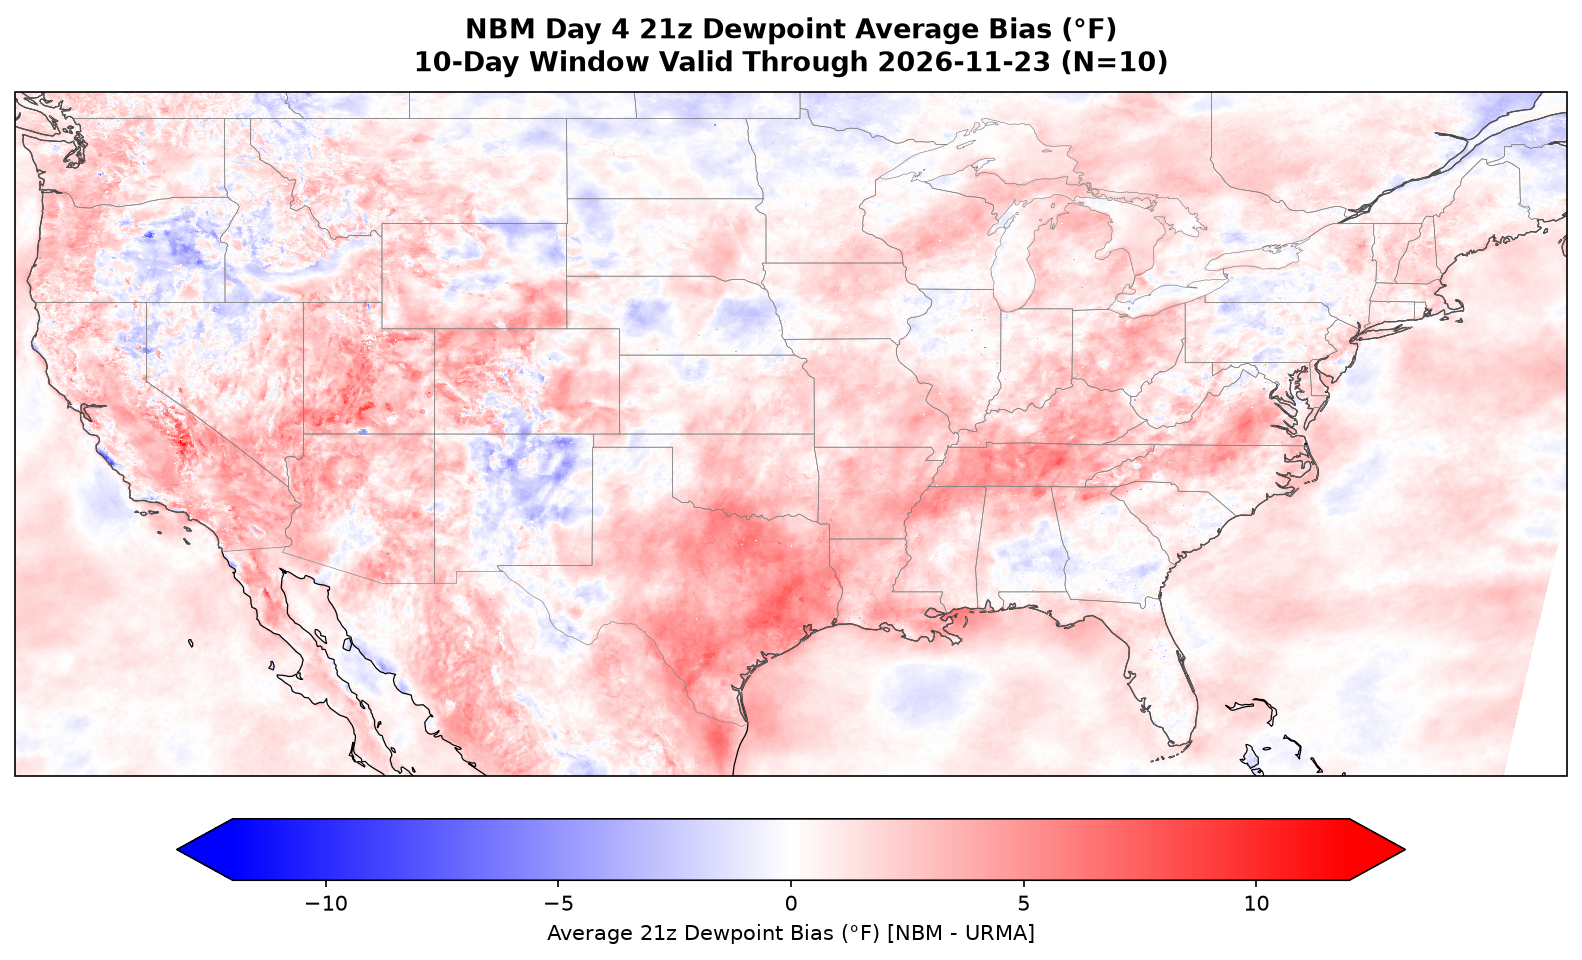 NBM Day 4 21z Dewpoint Average Bias (°F)
10-Day Window Valid Through 2026-11-23 (N=10)
−10 −5 0 5 10
Average 21z Dewpoint Bias (°F) [NBM - URMA]